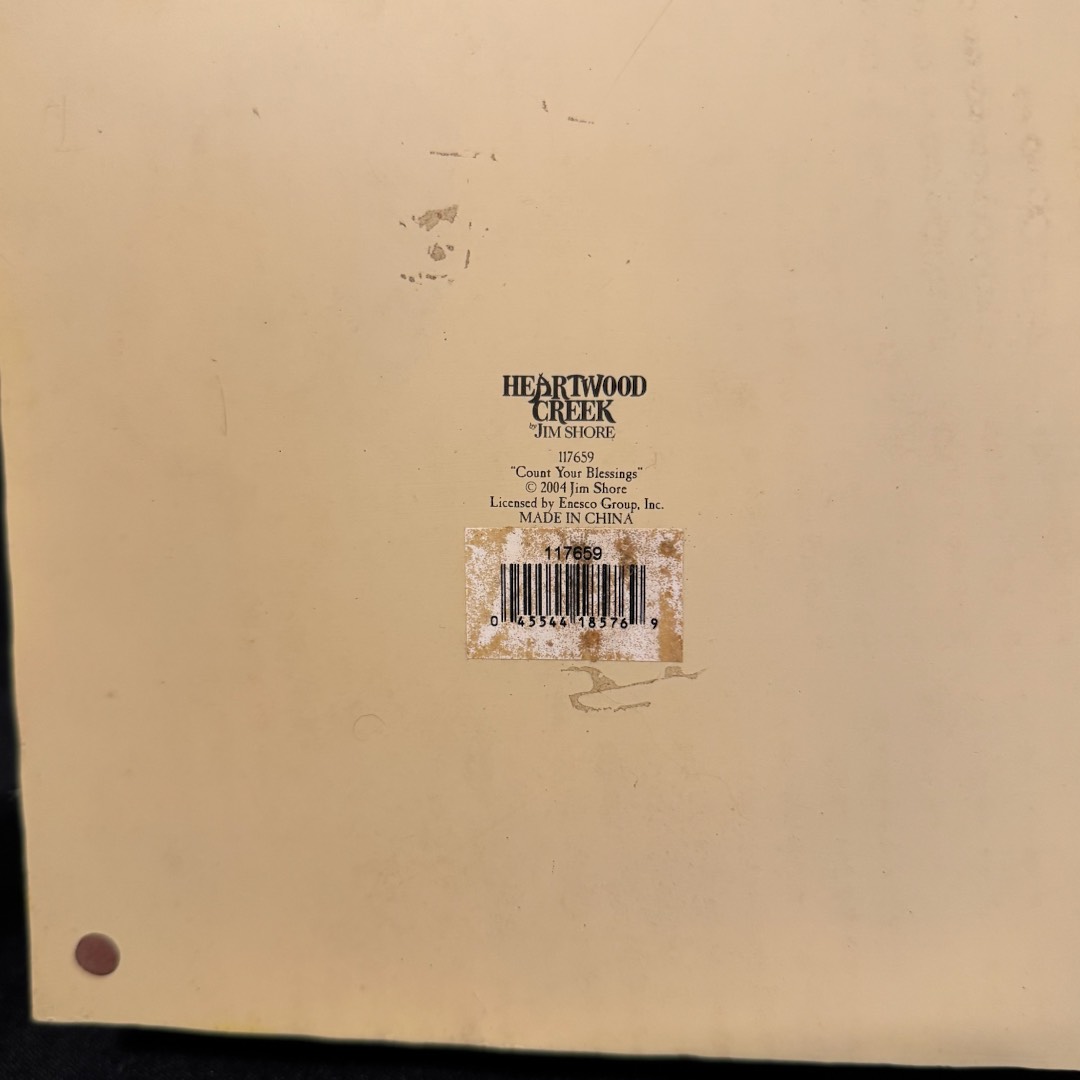 HEARTWOOD
CREEK
by JIM SHORE
117659
"Count Your Blessings"
© 2004 Jim Shore
Licensed by Enesco Group, Inc.
MADE IN CHINA
117659
0 45544 18576 9